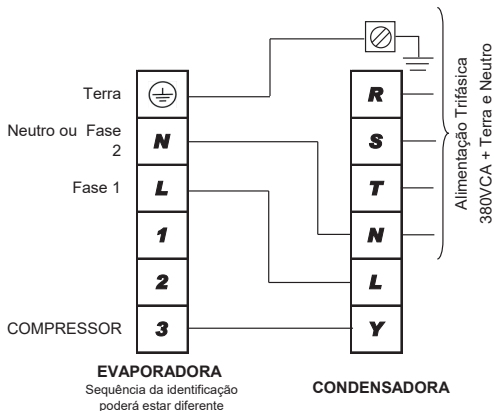 Terra
Neutro ou Fase
2
Fase 1
COMPRESSOR
N
L
1
2
3
EVAPORADORA
Sequência da identificação
poderá estar diferente
R
S
T
N
L
Y
CONDENSADORA
Alimentação Trifásica
380VCA + Terra e Neutro